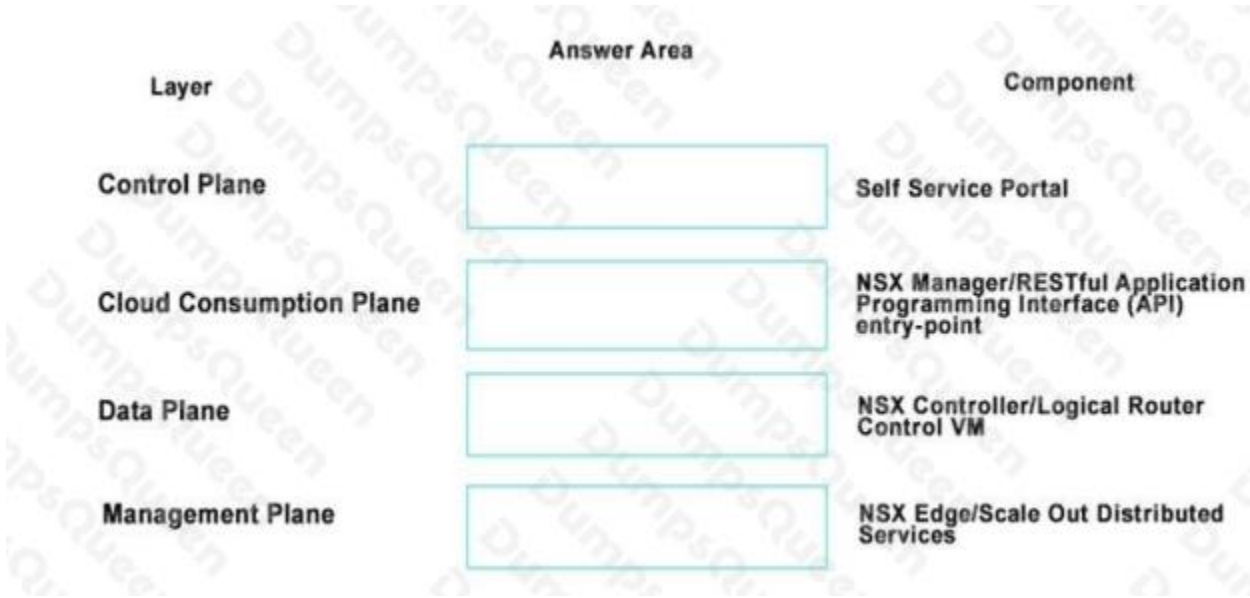 Answer Area
Layer
Component
Control Plane
Self Service Portal
Cloud Consumption Plane
NSX Manager/RESTful Application
Programming Interface (API)
entry-point
Data Plane
NSX Controller/Logical Router
Control VM
Management Plane
NSX Edge/Scale Out Distributed
Services
DumpsQueen